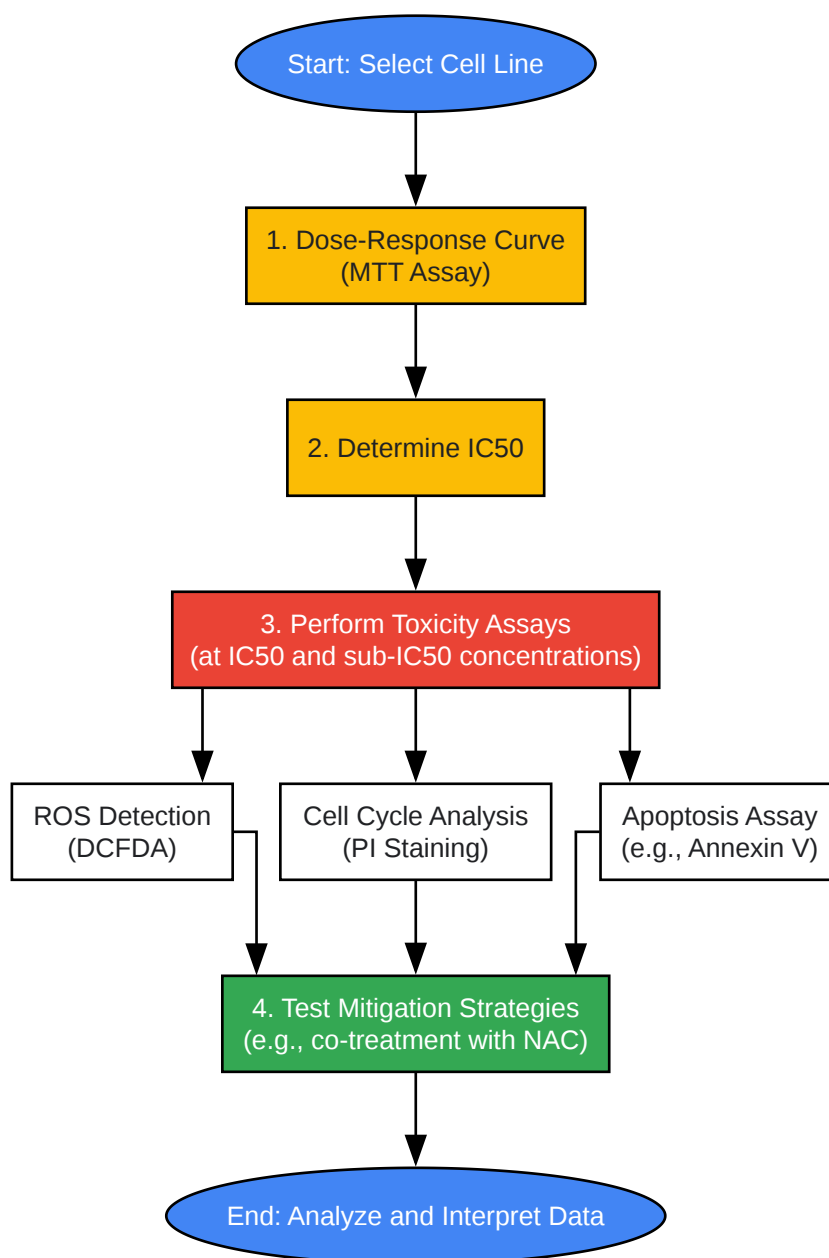 Start: Select Cell Line
1. Dose-Response Curve
(MTT Assay)
2. Determine IC50
3. Perform Toxicity Assays
(at IC50 and sub-IC50 concentrations)
ROS Detection
(DCFDA)
Cell Cycle Analysis
(PI Staining)
Apoptosis Assay
(e.g., Annexin V)
4. Test Mitigation Strategies
(e.g., co-treatment with NAC)
End: Analyze and Interpret Data